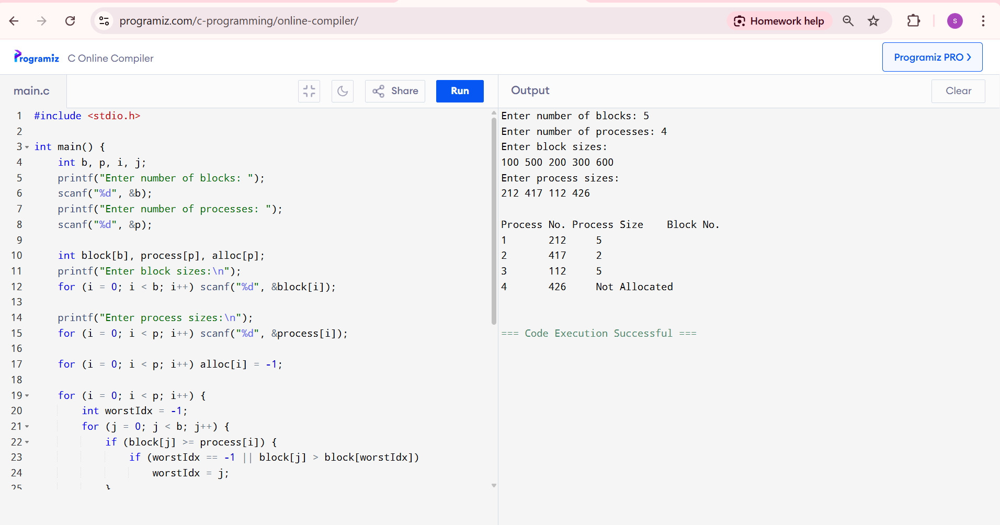 programiz.com/c-programming/online-compiler/
Homework help
s
Programiz
C Online Compiler
Programiz PRO
main.c
Share
Run
Output
Clear
1 #include <stdio.h>
2
3 int main() {
4 int b, p, i, j;
5 printf("Enter number of blocks: ");
6 scanf("%d", &b);
7 printf("Enter number of processes: ");
8 scanf("%d", &p);
9
10 int block[b], process[p], alloc[p];
11 printf("Enter block sizes:\n");
12 for (i = 0; i < b; i++) scanf("%d", &block[i]);
13
14 printf("Enter process sizes:\n");
15 for (i = 0; i < p; i++) scanf("%d", &process[i]);
16
17 for (i = 0; i < p; i++) alloc[i] = -1;
18
19 for (i = 0; i < p; i++) {
20 int worstIdx = -1;
21 for (j = 0; j < b; j++) {
22 if (block[j] >= process[i]) {
23 if (worstIdx == -1 || block[j] > block[worstIdx])
24 worstIdx = j;
25 }
Enter number of blocks: 5
Enter number of processes: 4
Enter block sizes:
100 500 200 300 600
Enter process sizes:
212 417 112 426
Process No. Process Size Block No.
1 212 5
2 417 2
3 112 5
4 426 Not Allocated
=== Code Execution Successful ===